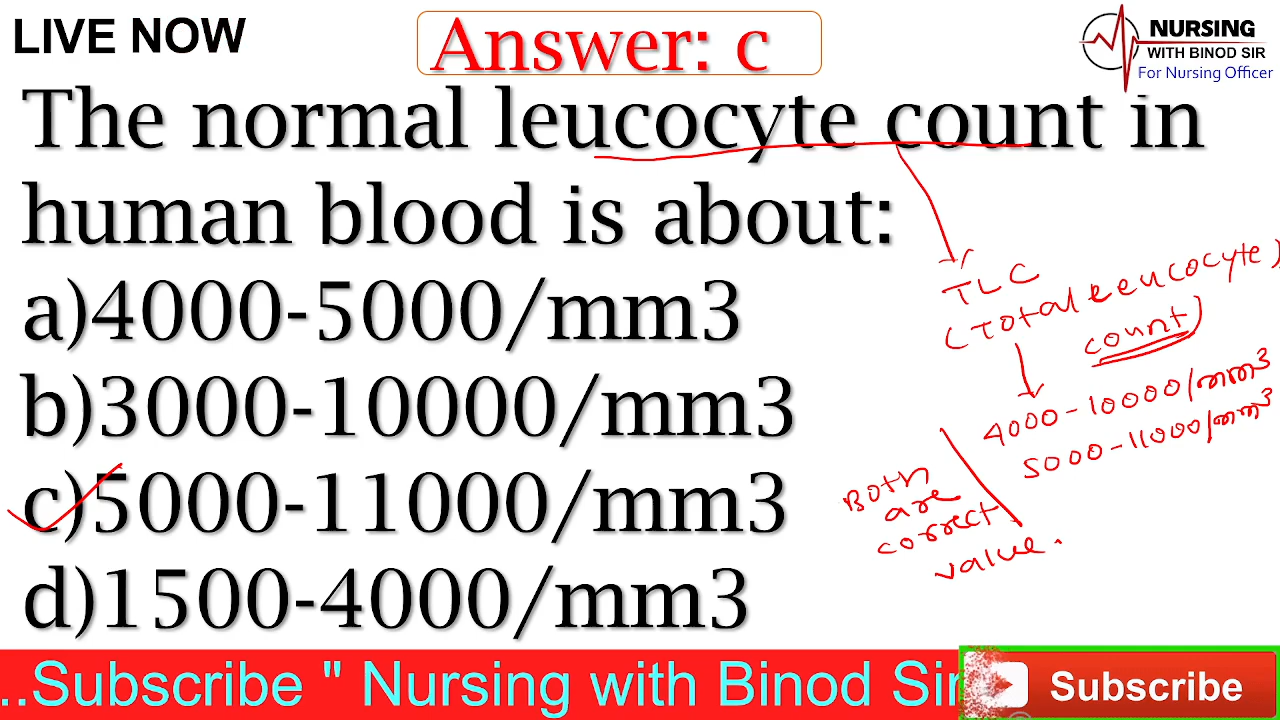 LIVE NOW
Answer: c
NURSING
WITH BINOD SIR
For Nursing Officer
The normal leucocyte count in
human blood is about:
a)4000-5000/mm3
b)3000-10000/mm3
c)5000-11000/mm3
d)1500-4000/mm3
TLC
(Total Leucocyte
count)
4000-10000/mm3
5000-11000/mm3
Both
are
correct
value.
...Subscribe " Nursing with Binod Sir
Subscribe